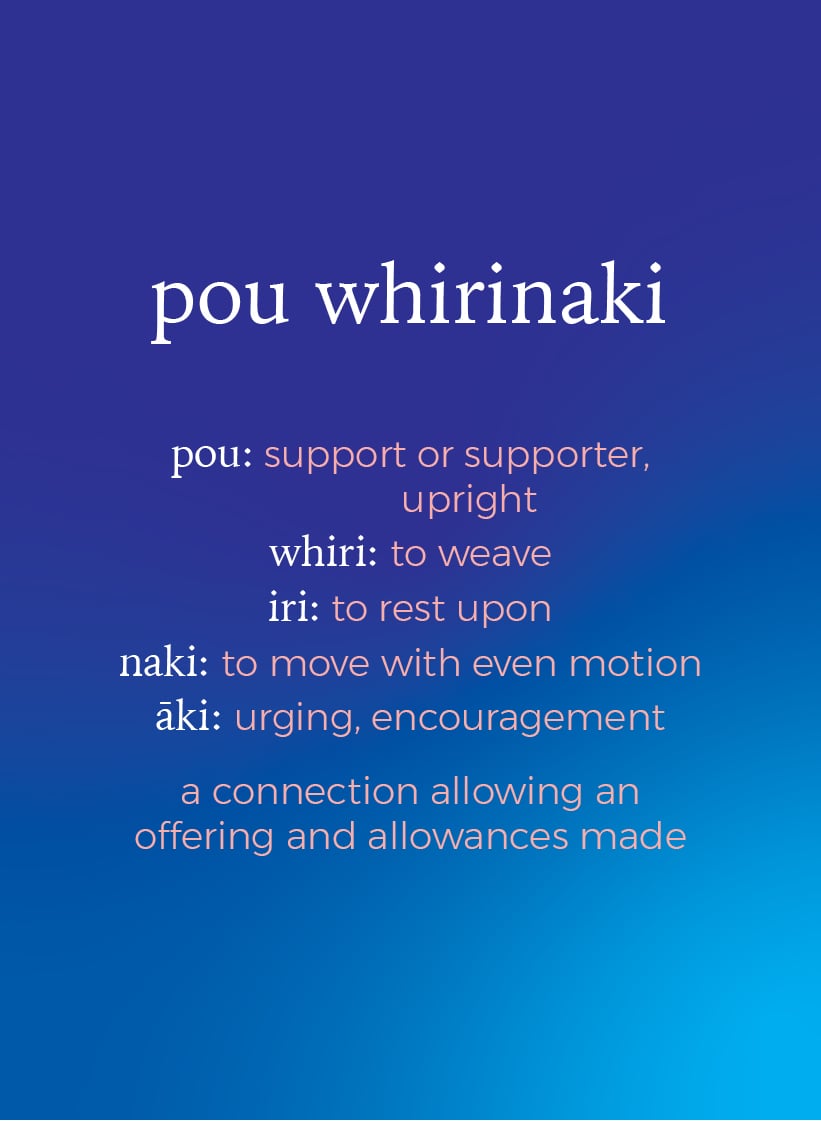 pou whirinaki
pou: support or supporter,
upright
whiri: to weave
iri: to rest upon
naki: to move with even motion
āki: urging, encouragement
a connection allowing an
offering and allowances made